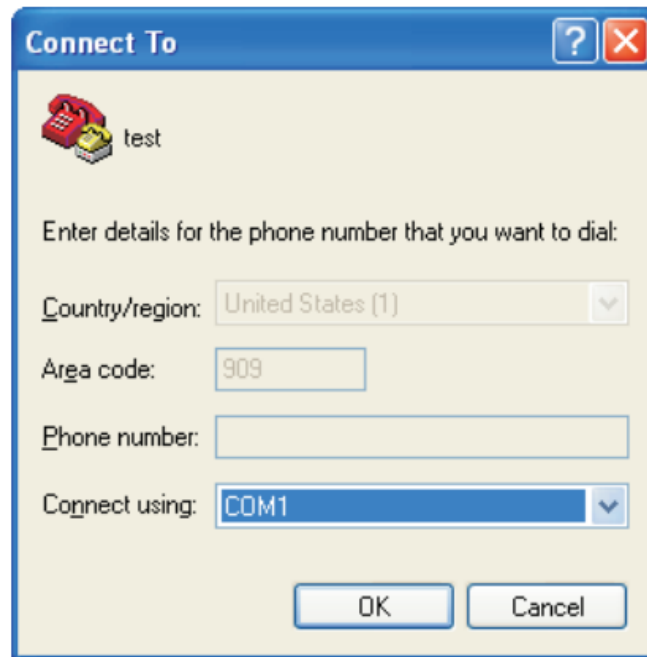 Connect To
test
Enter details for the phone number that you want to dial:
Country/region: United States (1)
Area code: 909
Phone number:
Connect using: COM1
OK Cancel